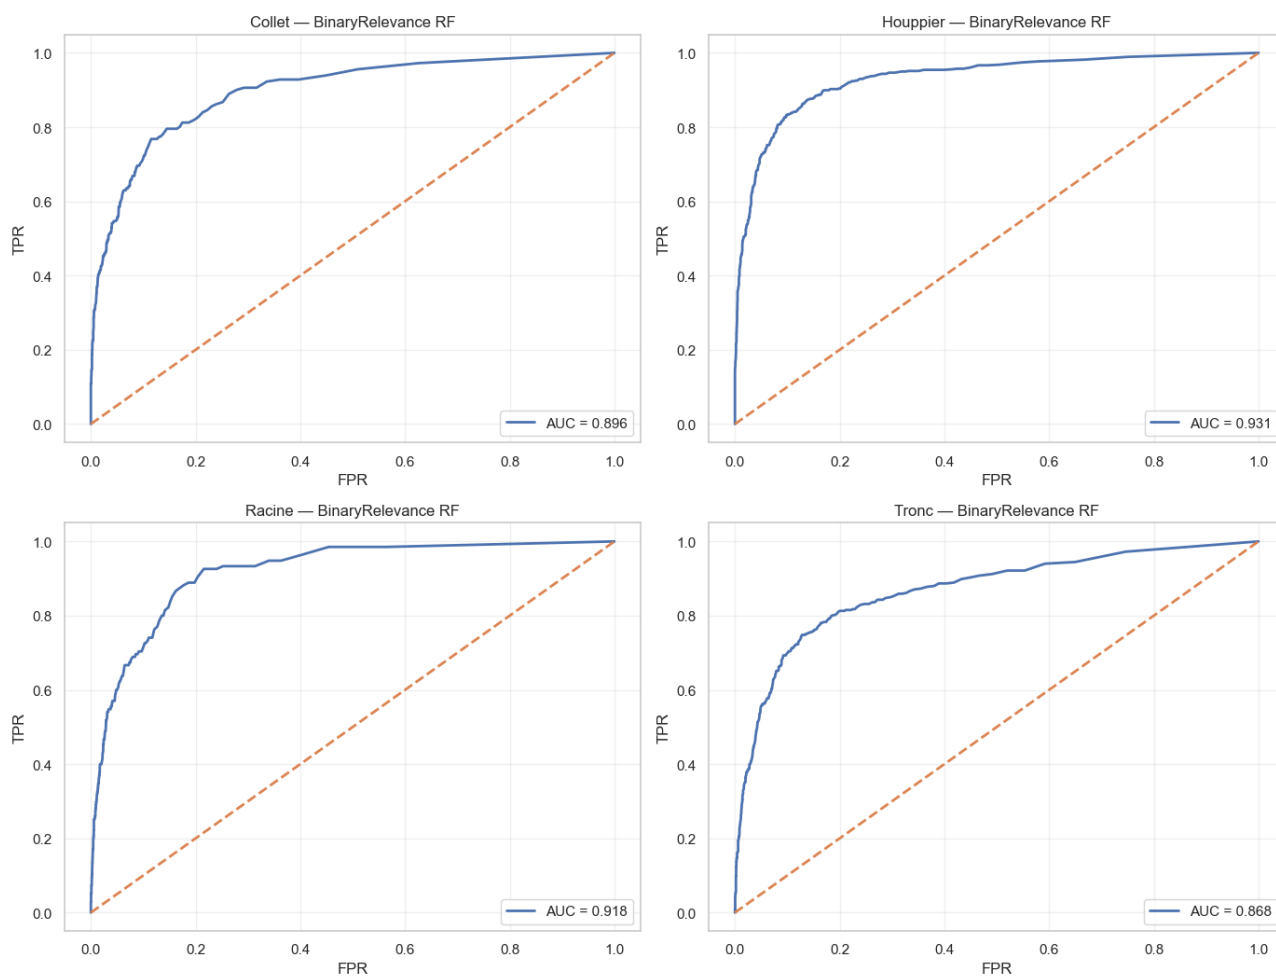 Collet — BinaryRelevance RF
1.0
0.8
0.6
0.4
0.2
0.0
TPR
AUC = 0.896
0.0 0.2 0.4 0.6 0.8 1.0
FPR
Houppier — BinaryRelevance RF
1.0
0.8
0.6
0.4
0.2
0.0
TPR
AUC = 0.931
0.0 0.2 0.4 0.6 0.8 1.0
FPR
Racine — BinaryRelevance RF
1.0
0.8
0.6
0.4
0.2
0.0
TPR
AUC = 0.918
0.0 0.2 0.4 0.6 0.8 1.0
FPR
Tronc — BinaryRelevance RF
1.0
0.8
0.6
0.4
0.2
0.0
TPR
AUC = 0.868
0.0 0.2 0.4 0.6 0.8 1.0
FPR